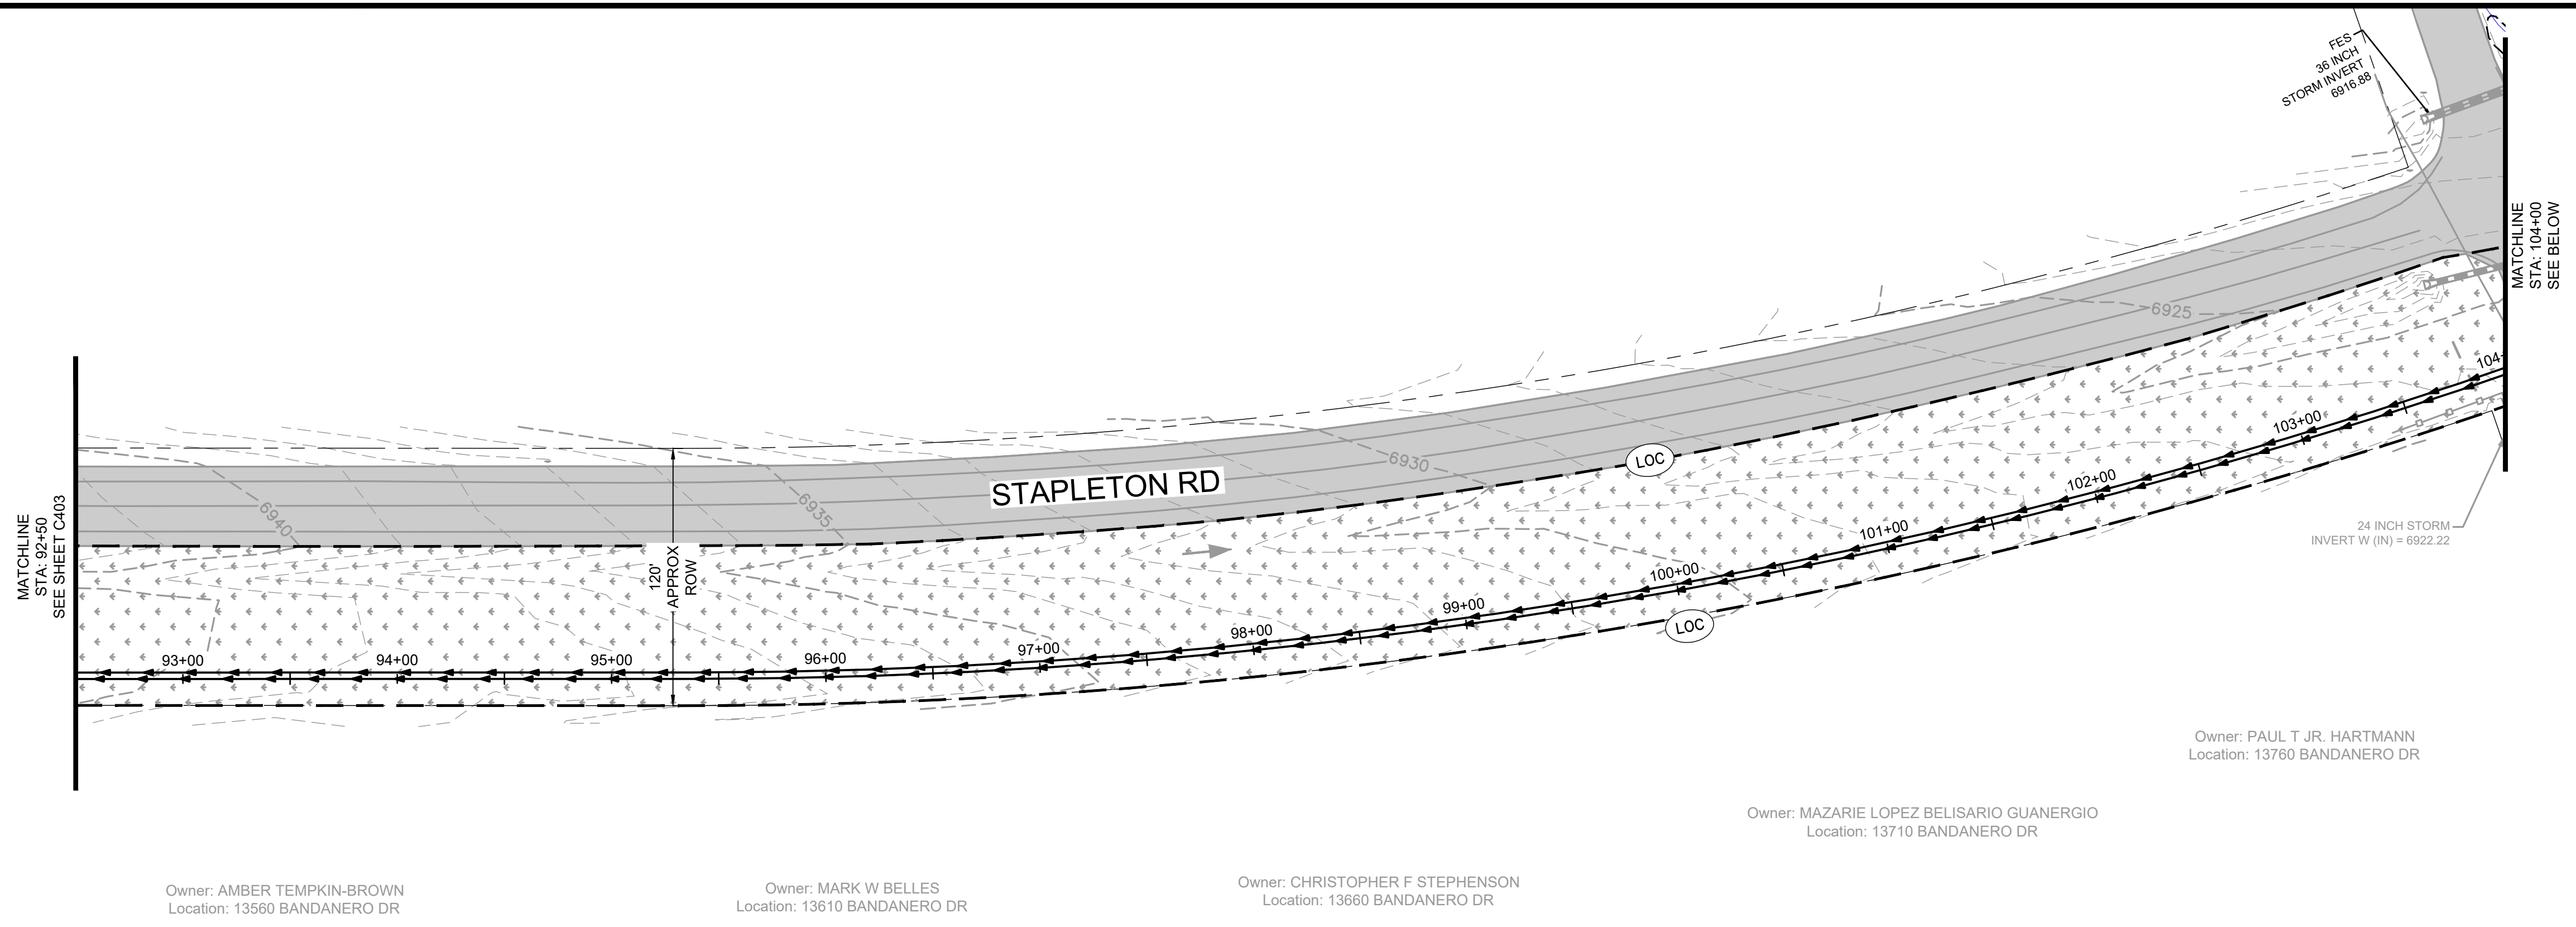 FES
36 INCH
STORM INVERT
6916.88
MATCHLINE
STA: 104+00
SEE BELOW
6925
104+
103+00
LOC
6930
STAPLETON RD
102+00
6940
6935
MATCHLINE
STA: 92+50
SEE SHEET C403
24 INCH STORM
INVERT W (IN) = 6922.22
101+00
120'
APPROX
ROW
100+00
99+00
LOC
98+00
97+00
96+00
95+00
94+00
93+00
Owner: PAUL T JR. HARTMANN
Location: 13760 BANDANERO DR
Owner: MAZARIE LOPEZ BELISARIO GUANERGIO
Location: 13710 BANDANERO DR
Owner: CHRISTOPHER F STEPHENSON
Location: 13660 BANDANERO DR
Owner: MARK W BELLES
Location: 13610 BANDANERO DR
Owner: AMBER TEMPKIN-BROWN
Location: 13560 BANDANERO DR